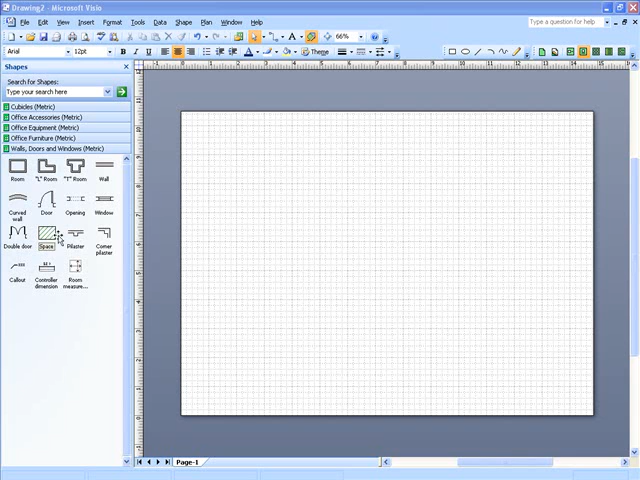 Drawing2 - Microsoft Visio
File Edit View Insert Format Tools Data Shape Plan Window Help
Type a question for help
66%
Arial 12pt. B I U Theme
Shapes
Search for Shapes:
Type your search here
Cubicles (Metric)
Office Accessories (Metric)
Office Equipment (Metric)
Office Furniture (Metric)
Walls, Doors and Windows (Metric)
Room "L" Room "T" Room Wall
Curved wall Door Opening Window
Double door Space Pilaster Corner pilaster
Callout Controller dimension Room measure...
Page-1